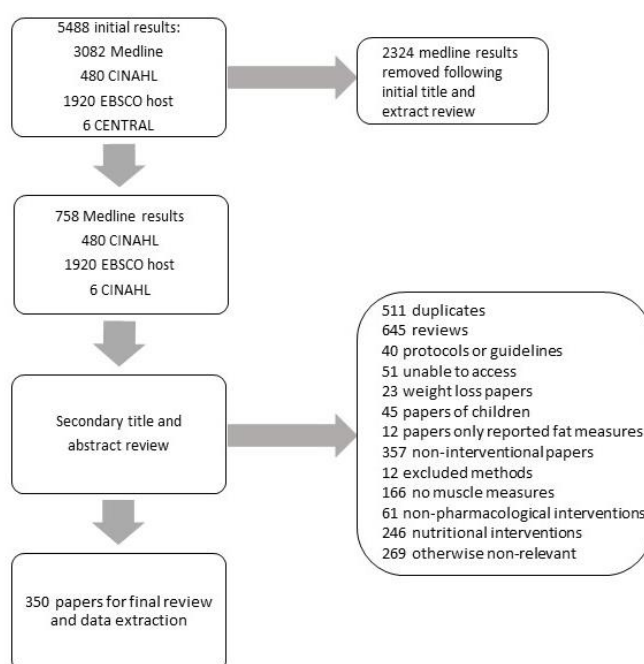 5488 initial results:
3082 Medline
480 CINAHL
1920 EBSCO host
6 CENTRAL
2324 medline results
removed following
initial title and
extract review
758 Medline results
480 CINAHL
1920 EBSCO host
6 CINAHL
Secondary title and
abstract review
511 duplicates
645 reviews
40 protocols or guidelines
51 unable to access
23 weight loss papers
45 papers of children
12 papers only reported fat measures
357 non-interventional papers
12 excluded methods
166 no muscle measures
61 non-pharmacological interventions
246 nutritional interventions
269 otherwise non-relevant
350 papers for final review
and data extraction